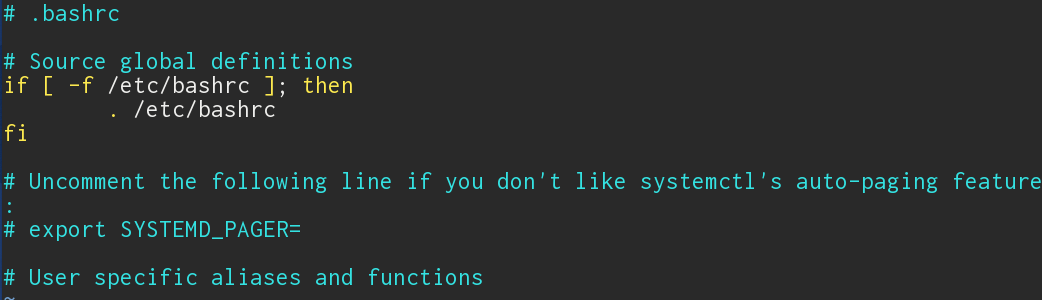 # .bashrc

# Source global definitions
if [ -f /etc/bashrc ]; then
        . /etc/bashrc
fi

# Uncomment the following line if you don't like systemctl's auto-paging feature
:
# export SYSTEMD_PAGER=

# User specific aliases and functions
~